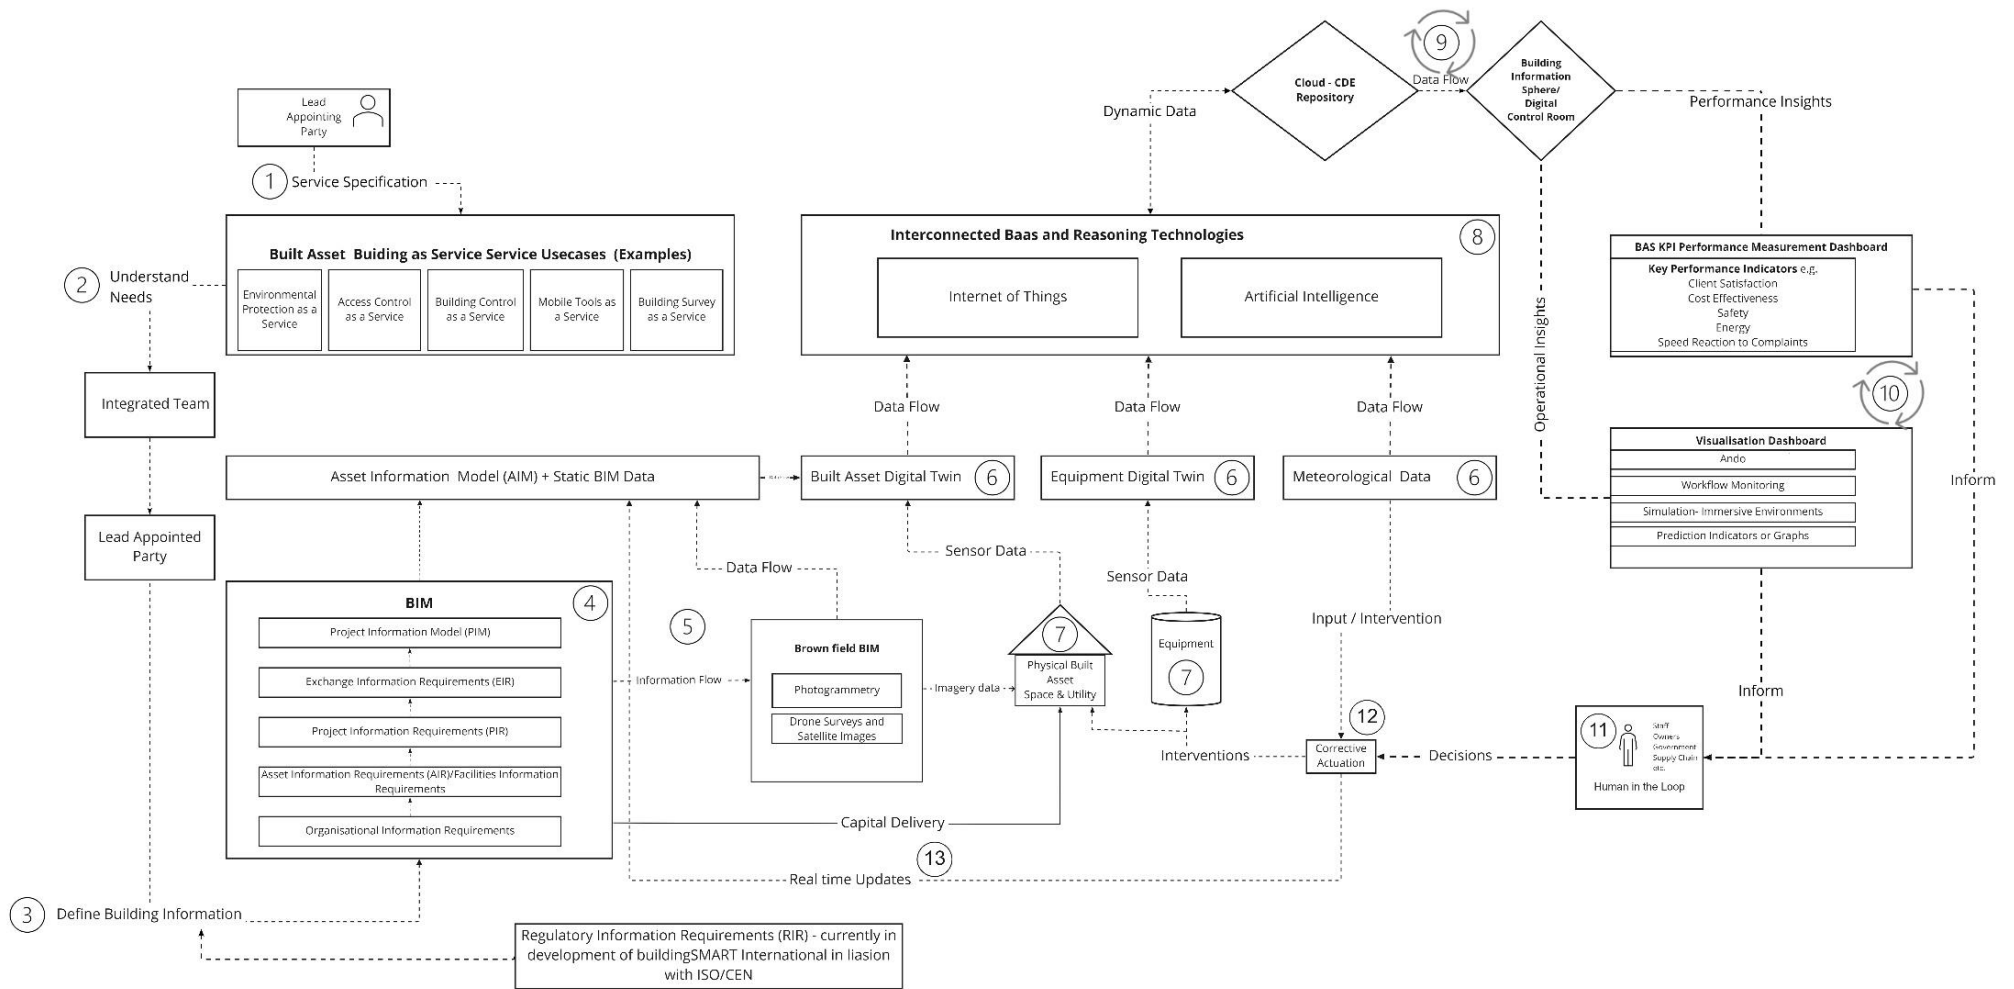 9
Data Flow
Cloud - CDE
Repository
Building
Information
Sphere/
Digital
Control Room
Performance Insights
Dynamic Data
Lead
Appointing
Party
1
Service Specification
Built Asset Buiding as Service Service Usecases (Examples)
Environmental
Protection as a
Service
Access Control
as a Service
Building Control
as a Service
Mobile Tools as
a Service
Building Survey
as a Service
2
Understand
Needs
Integrated Team
Lead Appointed
Party
Interconnected Baas and Reasoning Technologies
8
Internet of Things
Artificial Intelligence
Operational Insights
BAS KPI Performance Measurement Dashboard
Key Performance Indicators e.g.
Client Satisfaction
Cost Effectiveness
Safety
Energy
Speed Reaction to Complaints
10
Visualisation Dashboard
Ando
Workflow Monitoring
Simulation- Immersive Environments
Prediction Indicators or Graphs
Inform
Data Flow
Data Flow
Data Flow
Asset Information Model (AIM) + Static BIM Data
Built Asset Digital Twin
6
Equipment Digital Twin
6
Meteorological Data
6
Sensor Data
Sensor Data
Data Flow
Input / Intervention
BIM
4
Project Information Model (PIM)
Exchange Information Requirements (EIR)
Project Information Requirements (PIR)
Asset Information Requirements (AIR)/Facilities Information
Requirements
Organisational Information Requirements
5
Information Flow
Brown field BIM
Photogrammetry
Drone Surveys and
Satellite Images
Imagery data
7
Physical Built
Asset
Space & Utility
Equipment
7
Inform
12
Corrective
Actuation
Interventions
Decisions
11
Staff
Owners
Government
Supply Chain
etc.
Human in the Loop
Capital Delivery
13
Real time Updates
3
Define Building Information
Regulatory Information Requirements (RIR) - currently in
development of buildingSMART International in liasion
with ISO/CEN